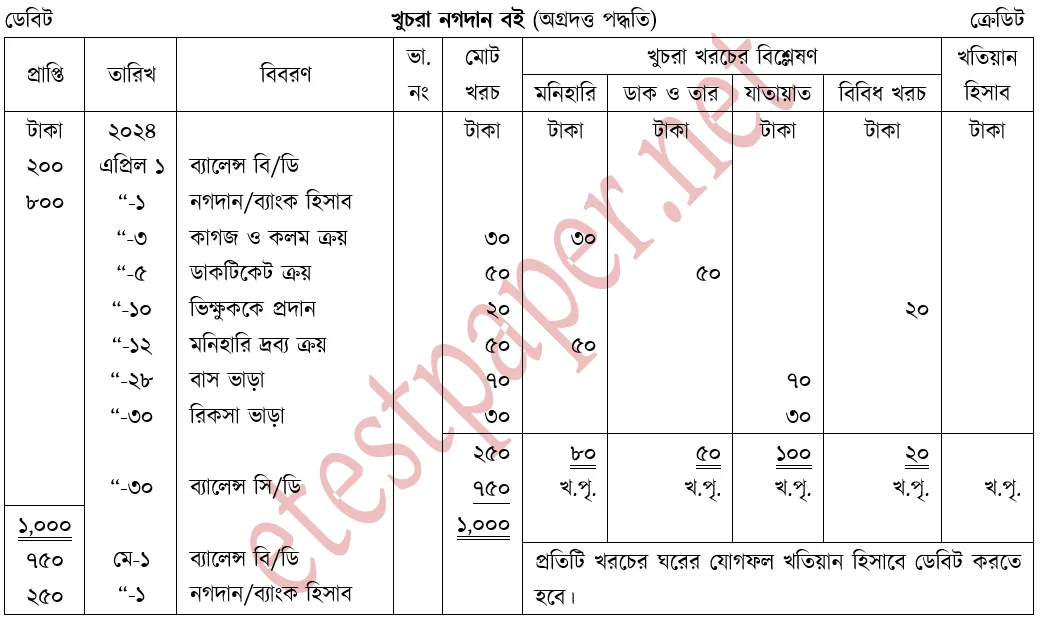 ডেবিট খুচরা নগদান বই (অগ্রদত্ত পদ্ধতি) ক্রেডিট
প্রাপ্তি তারিখ বিবরণ ভা. নং মোট খরচ খুচরা খরচের বিশ্লেষণ খতিয়ান হিসাব
মনিহারি ডাক ও তার যাতায়াত বিবিধ খরচ
টাকা ২০২৪ টাকা টাকা টাকা টাকা টাকা টাকা
২০০ এপ্রিল ১ ব্যালেন্স বি/ডি
৮০০ “-১ নগদান/ব্যাংক হিসাব
“-৩ কাগজ ও কলম ক্রয় ৩০ ৩০
“-৫ ডাকটিকেট ক্রয় ৫০ ৫০
“-১০ ভিক্ষুককে প্রদান ২০ ২০
“-১২ মনিহারি দ্রব্য ক্রয় ৫০ ৫০
“-২৮ বাস ভাড়া ৭০ ৭০
“-৩০ রিকসা ভাড়া ৩০ ৩০
২৫০ ৮০ ৫০ ১০০ ২০
“-৩০ ব্যালেন্স সি/ডি ৭৫০ খ.পৃ. খ.পৃ. খ.পৃ. খ.পৃ. খ.পৃ.
১,০০০ ১,০০০
৭৫০ মে-১ ব্যালেন্স বি/ডি প্রতিটি খরচের ঘরের যোগফল খতিয়ান হিসাবে ডেবিট করতে
২৫০ “-১ নগদান/ব্যাংক হিসাব হবে।
etestpaper.net